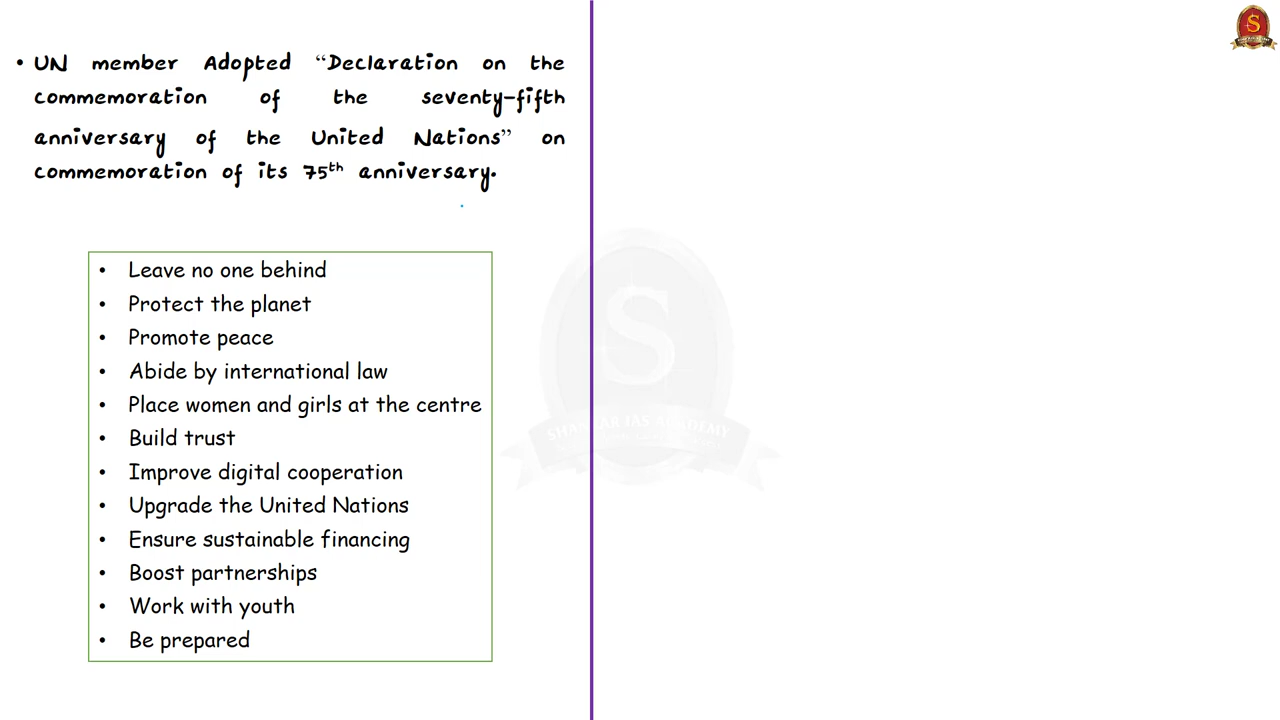 • UN member Adopted “Declaration on the
commemoration of the seventy-fifth
anniversary of the United Nations” on
commemoration of its 75th anniversary.
• Leave no one behind
• Protect the planet
• Promote peace
• Abide by international law
• Place women and girls at the centre
• Build trust
• Improve digital cooperation
• Upgrade the United Nations
• Ensure sustainable financing
• Boost partnerships
• Work with youth
• Be prepared
S
SHANKAR IAS ACADEMY
S